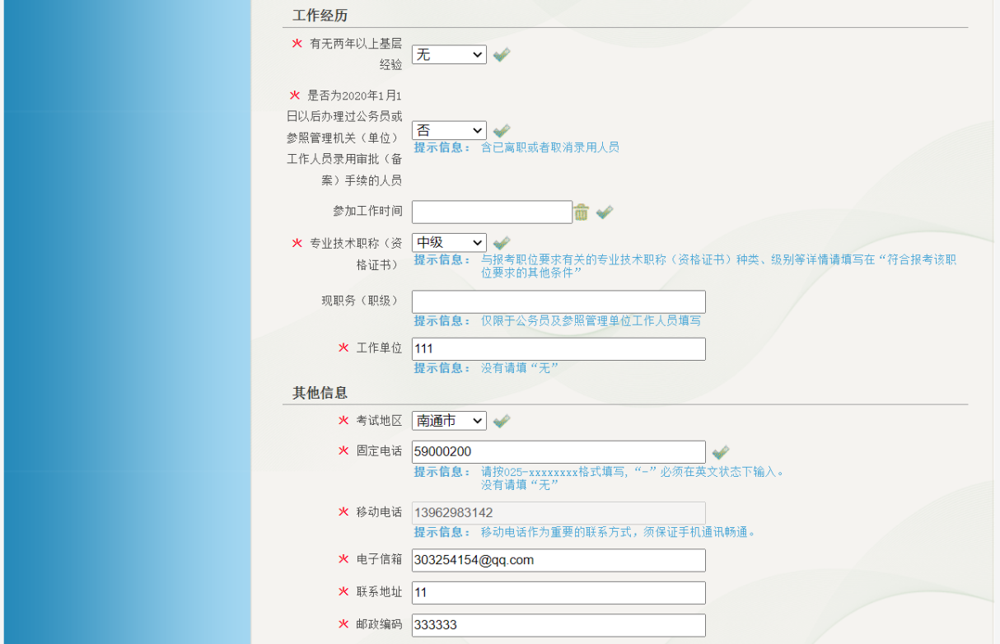 工作经历
* 有无两年以上基层
经验
无
* 是否为2020年1月1
日以后办理过公务员或
参照管理机关（单位）
工作人员录用审批（备
案）手续的人员
否
提示信息： 含已离职或者取消录用人员
参加工作时间
* 专业技术职称（资
格证书）
中级
提示信息： 与报考职位要求有关的专业技术职称（资格证书）种类、级别等详情请填写在“符合报考该职
位要求的其他条件”
现职务（职级）
提示信息： 仅限于公务员及参照管理单位工作人员填写
* 工作单位
111
提示信息： 没有请填“无”
其他信息
* 考试地区
南通市
* 固定电话
59000200
提示信息： 请按025-xxxxxxxx格式填写,“-”必须在英文状态下输入。
没有请填“无”
* 移动电话
13962983142
提示信息： 移动电话作为重要的联系方式，须保证手机通讯畅通。
* 电子信箱
303254154@qq.com
* 联系地址
11
* 邮政编码
333333